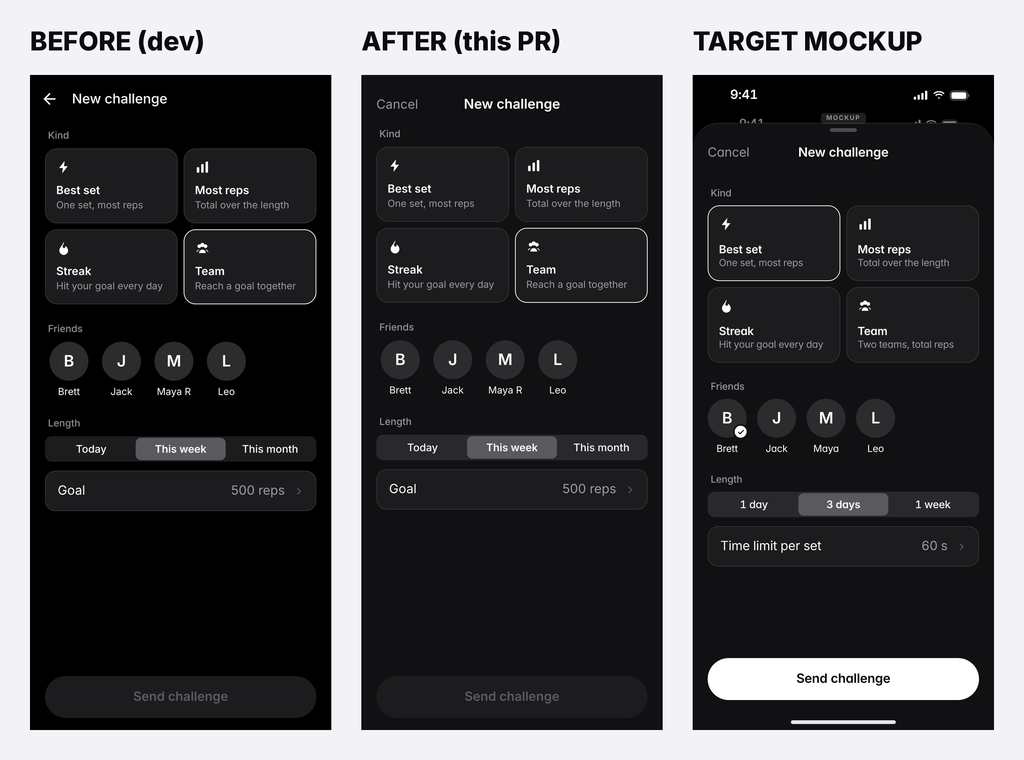 BEFORE (dev)
New challenge
Kind
Best set
One set, most reps
Most reps
Total over the length
Streak
Hit your goal every day
Team
Reach a goal together
Friends
B
J
M
L
Brett
Jack
Maya R
Leo
Length
Today
This week
This month
Goal
500 reps
Send challenge
AFTER (this PR)
Cancel
New challenge
Kind
Best set
One set, most reps
Most reps
Total over the length
Streak
Hit your goal every day
Team
Reach a goal together
Friends
B
J
M
L
Brett
Jack
Maya R
Leo
Length
Today
This week
This month
Goal
500 reps
Send challenge
TARGET MOCKUP
9:41
9:41
MOCKUP
Cancel
New challenge
Kind
Best set
One set, most reps
Most reps
Total over the length
Streak
Hit your goal every day
Team
Two teams, total reps
Friends
B
J
M
L
Brett
Jack
Maya
Leo
Length
1 day
3 days
1 week
Time limit per set
60 s
Send challenge